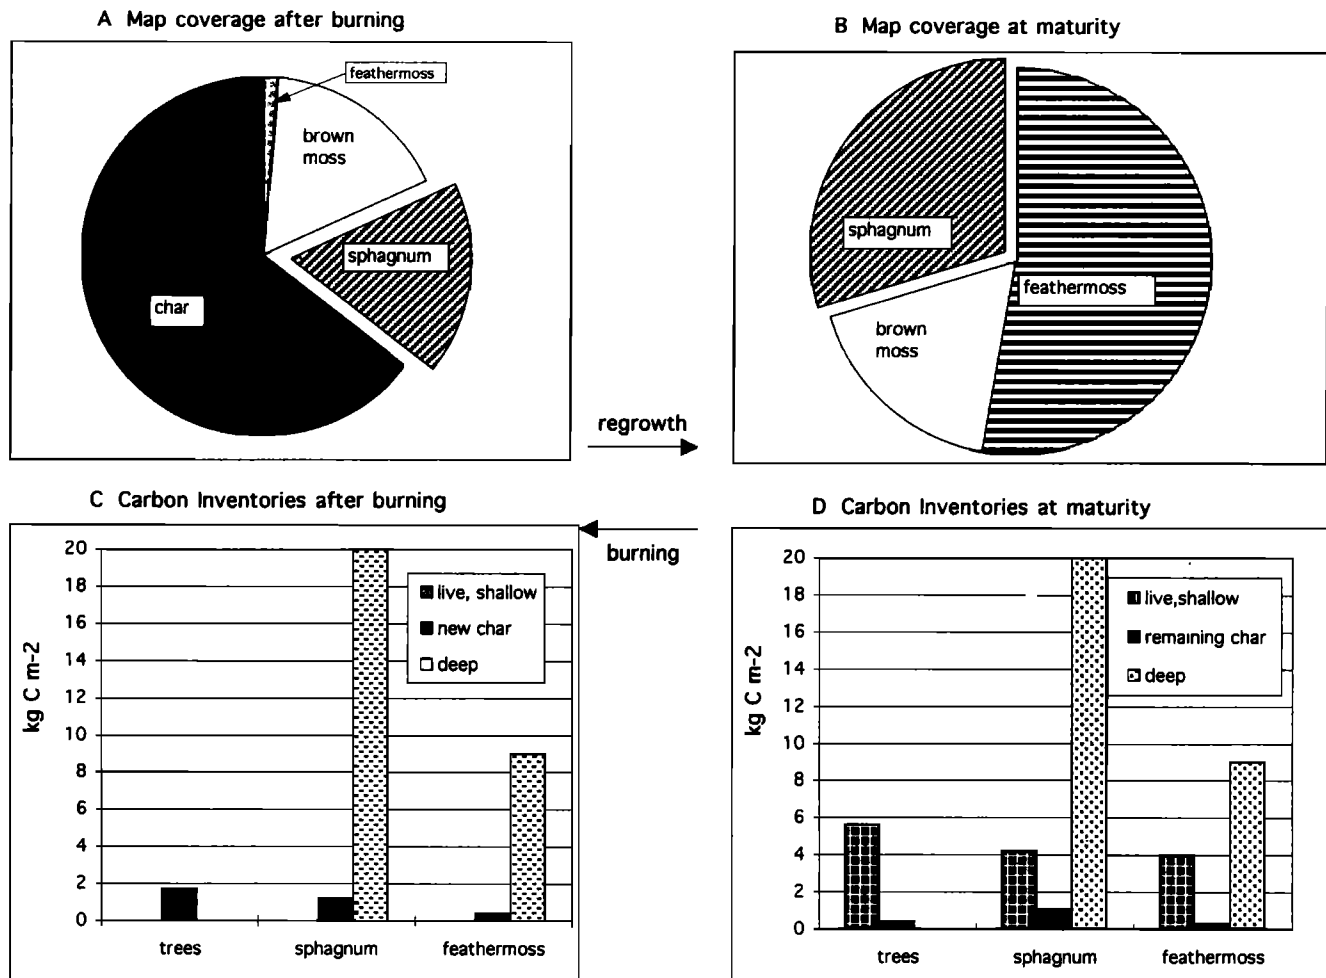 A Map coverage after burning
feathermoss
brown
moss
sphagnum
char
B Map coverage at maturity
sphagnum
feathermoss
brown
moss
regrowth
burning
C Carbon Inventories after burning
kg C m-2
20
18
16
14
12
10
8
6
4
2
0
live, shallow
new char
deep
trees
sphagnum
feathermoss
D Carbon Inventories at maturity
kg C m-2
20
18
16
14
12
10
8
6
4
2
0
live,shallow
remaining char
deep
trees
sphagnum
feathermoss